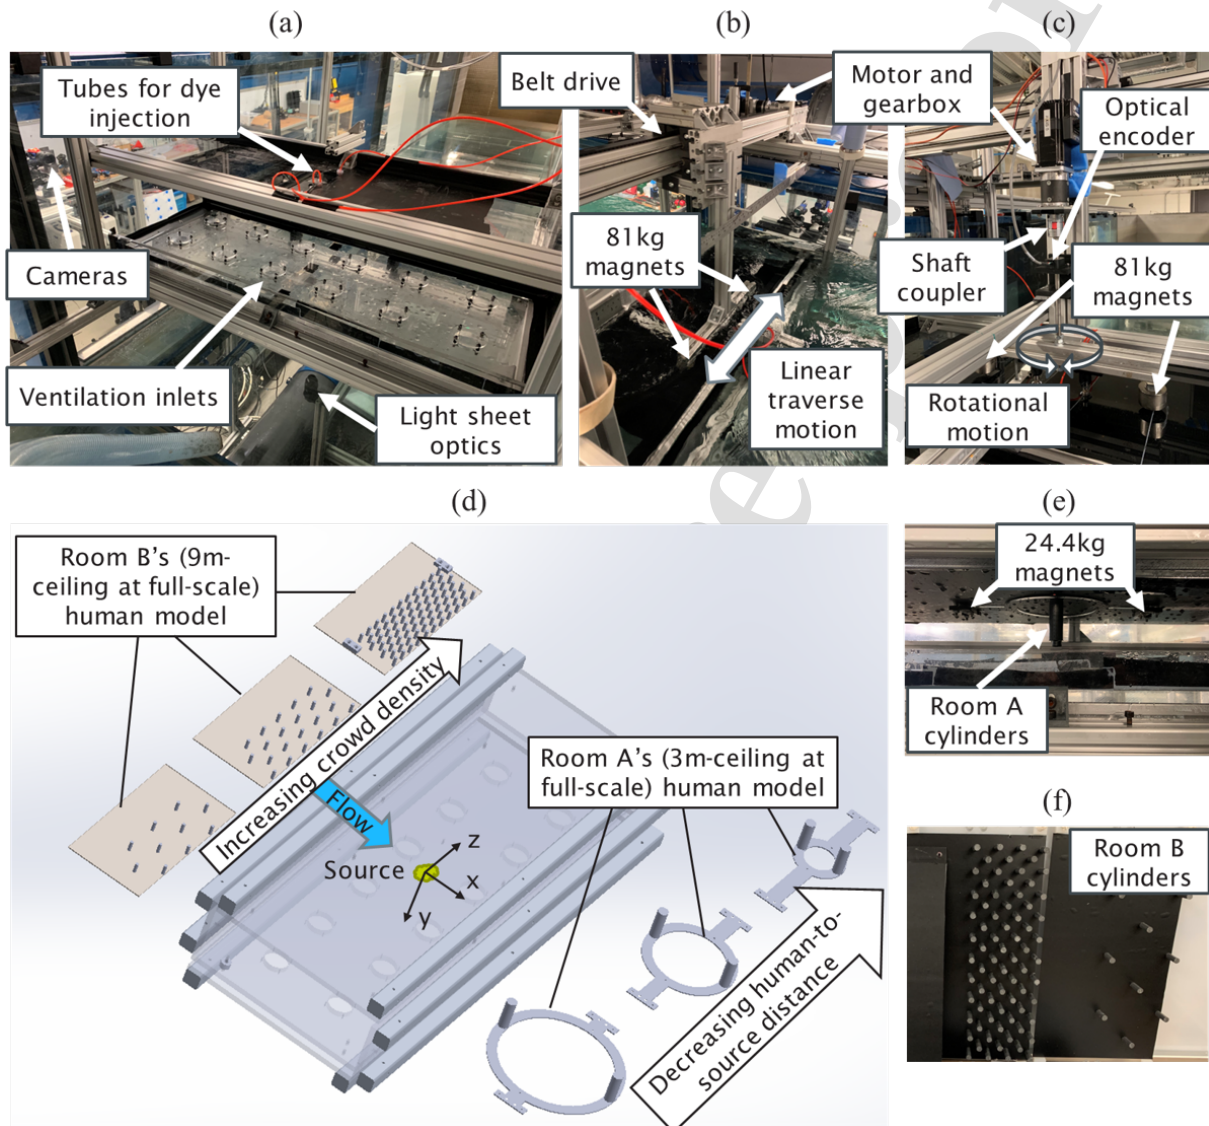 (a)
(b)
(c)
Tubes for dye
injection
Cameras
Ventilation inlets
Light sheet
optics
Belt drive
81kg
magnets
Linear
traverse
motion
Motor and
gearbox
Optical
encoder
Shaft
coupler
81kg
magnets
Rotational
motion
(d)
(e)
Room B's (9m-
ceiling at full-scale)
human model
Increasing crowd density
Flow
Source
z
x
y
Room A's (3m-ceiling at
full-scale) human model
Decreasing human-to-
source distance
24.4kg
magnets
Room A
cylinders
(f)
Room B
cylinders